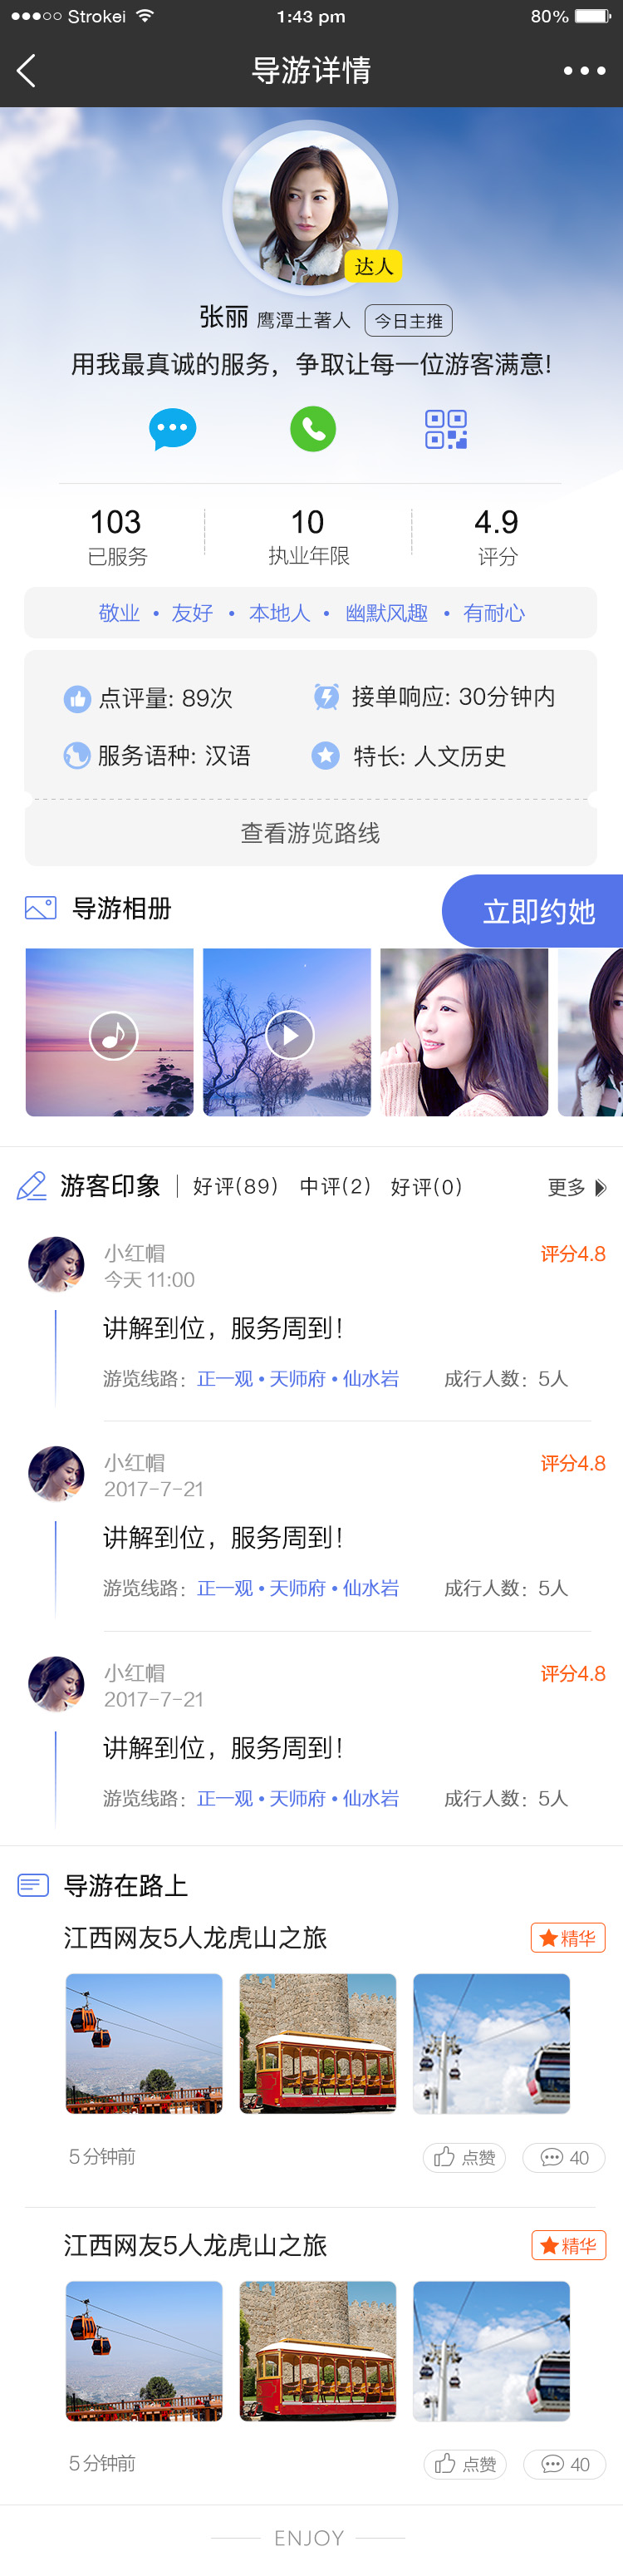 Strokei 1:43 pm 80%
导游详情
达人
张丽 鹰潭土著人 今日主推
用我最真诚的服务，争取让每一位游客满意!
103 10 4.9
已服务 执业年限 评分
敬业 • 友好 • 本地人 • 幽默风趣 • 有耐心
点评量: 89次 接单响应: 30分钟内
服务语种: 汉语 特长: 人文历史
查看游览路线
导游相册 立即约她
游客印象 好评(89) 中评(2) 好评(0) 更多
小红帽 评分4.8
今天 11:00
讲解到位，服务周到！
游览线路：正一观 • 天师府 • 仙水岩 成行人数：5人
小红帽 评分4.8
2017-7-21
讲解到位，服务周到！
游览线路：正一观 • 天师府 • 仙水岩 成行人数：5人
小红帽 评分4.8
2017-7-21
讲解到位，服务周到！
游览线路：正一观 • 天师府 • 仙水岩 成行人数：5人
导游在路上
江西网友5人龙虎山之旅 精华
5分钟前 点赞 40
江西网友5人龙虎山之旅 精华
5分钟前 点赞 40
ENJOY